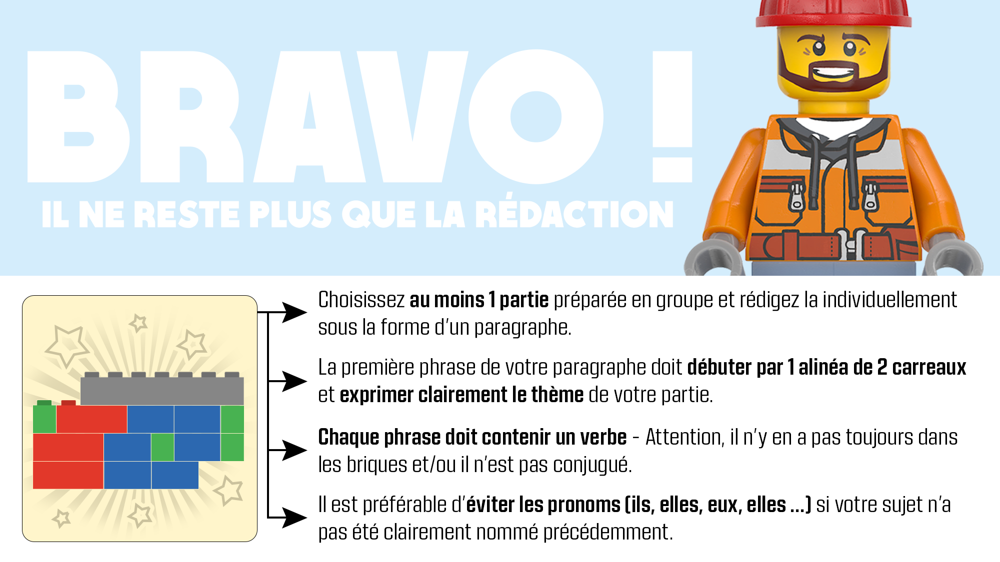 BRAVO !
IL NE RESTE PLUS QUE LA RÉDACTION
Choisissez au moins 1 partie préparée en groupe et rédigez la individuellement
sous la forme d’un paragraphe.
La première phrase de votre paragraphe doit débuter par 1 alinéa de 2 carreaux
et exprimer clairement le thème de votre partie.
Chaque phrase doit contenir un verbe - Attention, il n’y en a pas toujours dans
les briques et/ou il n’est pas conjugué.
Il est préférable d’éviter les pronoms (ils, elles, eux, elles ...) si votre sujet n’a
pas été clairement nommé précédemment.